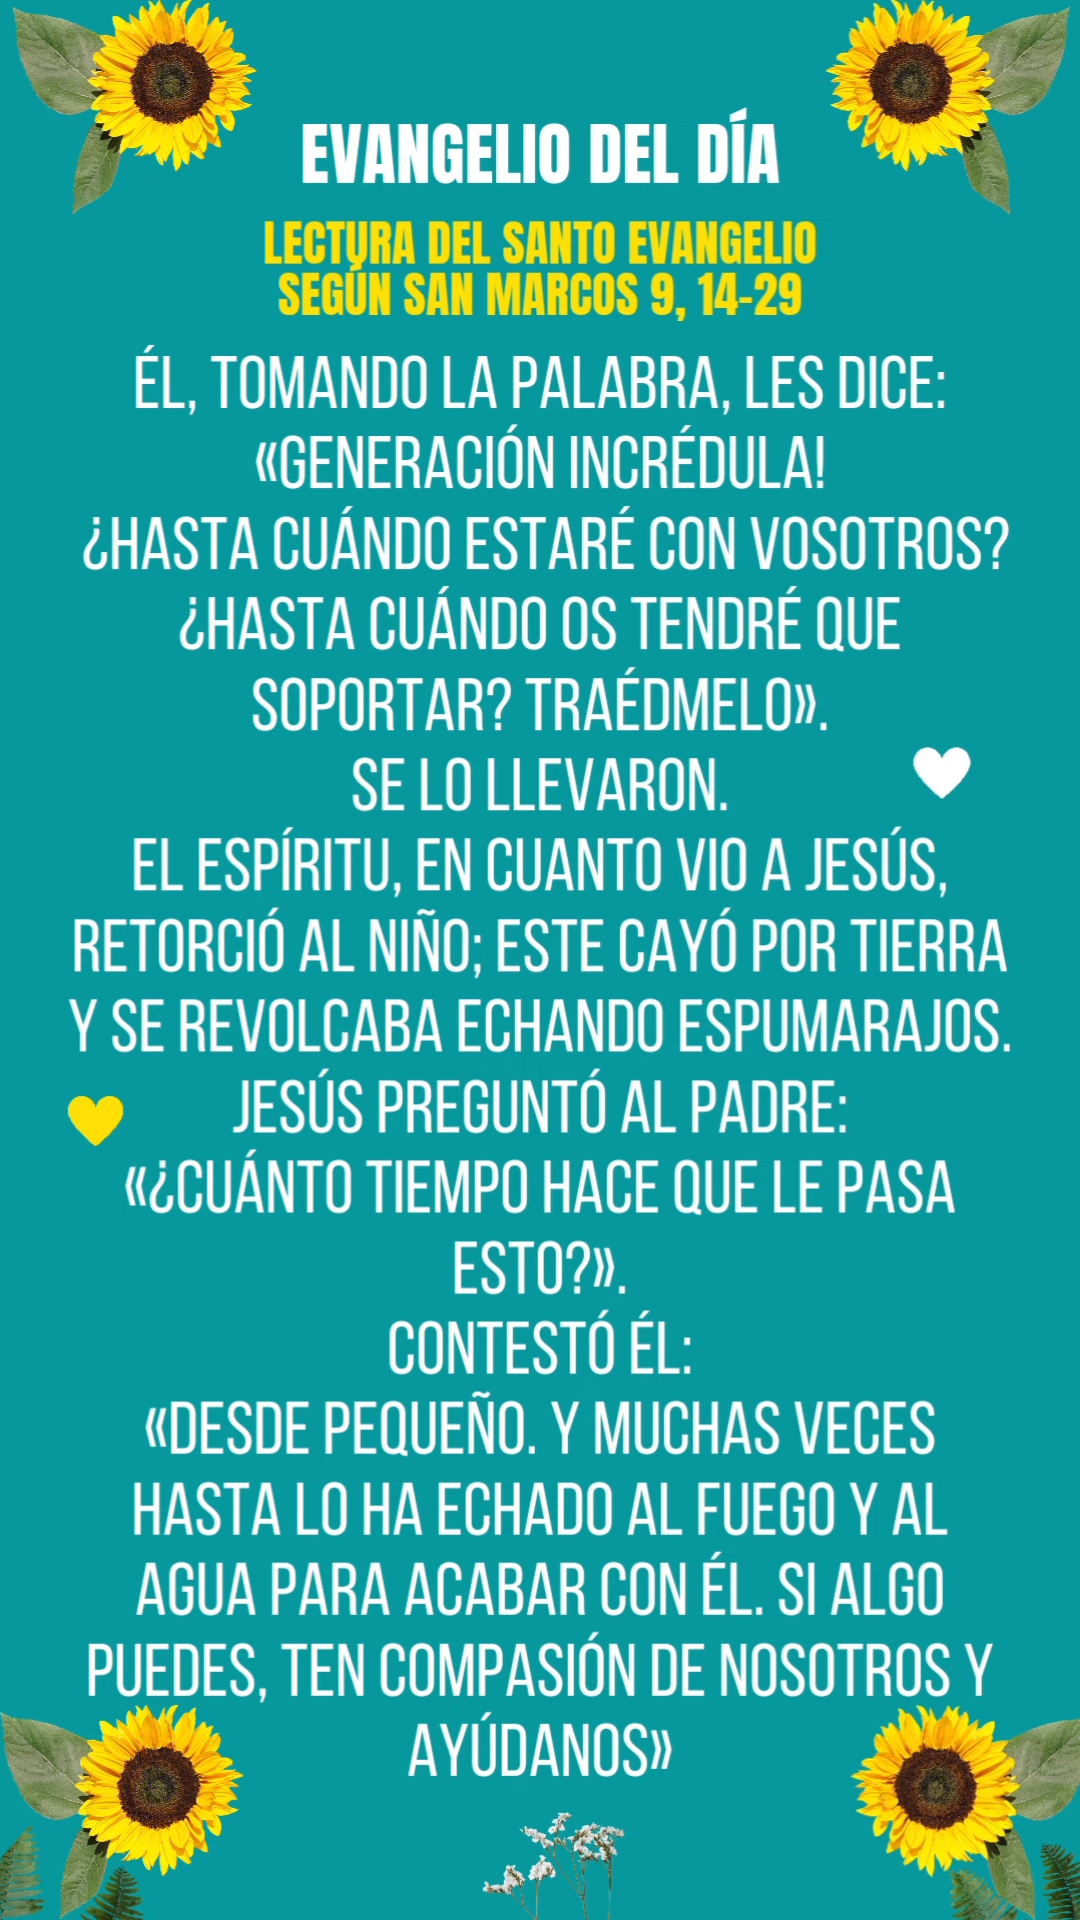 EVANGELIO DEL DÍA
LECTURA DEL SANTO EVANGELIO
SEGÚN SAN MARCOS 9, 14-29
ÉL, TOMANDO LA PALABRA, LES DICE:
«GENERACIÓN INCRÉDULA!
¿HASTA CUÁNDO ESTARÉ CON VOSOTROS?
¿HASTA CUÁNDO OS TENDRÉ QUE
SOPORTAR? TRAÉDMELO».
SE LO LLEVARON.
EL ESPÍRITU, EN CUANTO VIO A JESÚS,
RETORCIÓ AL NIÑO; ESTE CAYÓ POR TIERRA
Y SE REVOLCABA ECHANDO ESPUMARAJOS.
JESÚS PREGUNTÓ AL PADRE:
«¿CUÁNTO TIEMPO HACE QUE LE PASA
ESTO?».
CONTESTÓ ÉL:
«DESDE PEQUEÑO. Y MUCHAS VECES
HASTA LO HA ECHADO AL FUEGO Y AL
AGUA PARA ACABAR CON ÉL. SI ALGO
PUEDES, TEN COMPASIÓN DE NOSOTROS Y
AYÚDANOS»